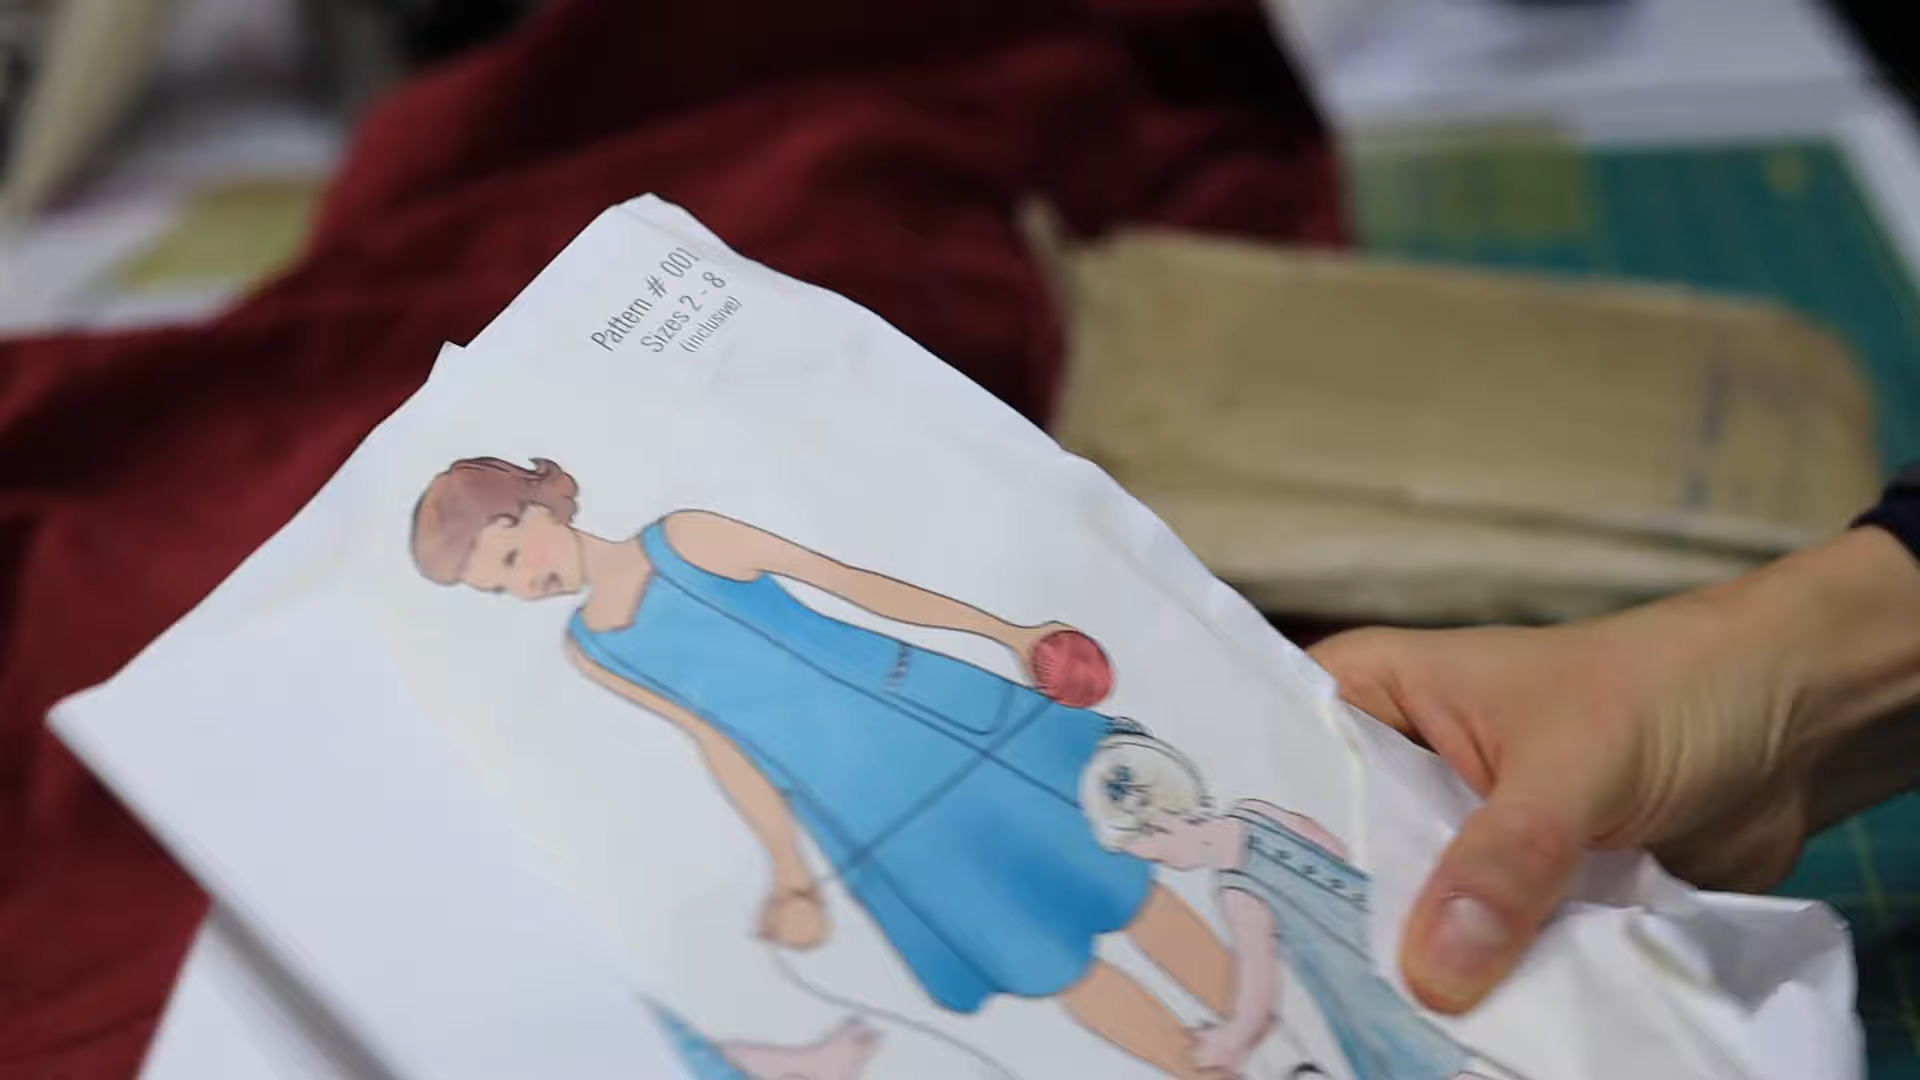 Pattern # 001
Sizes 2 - 8
(inclusive)